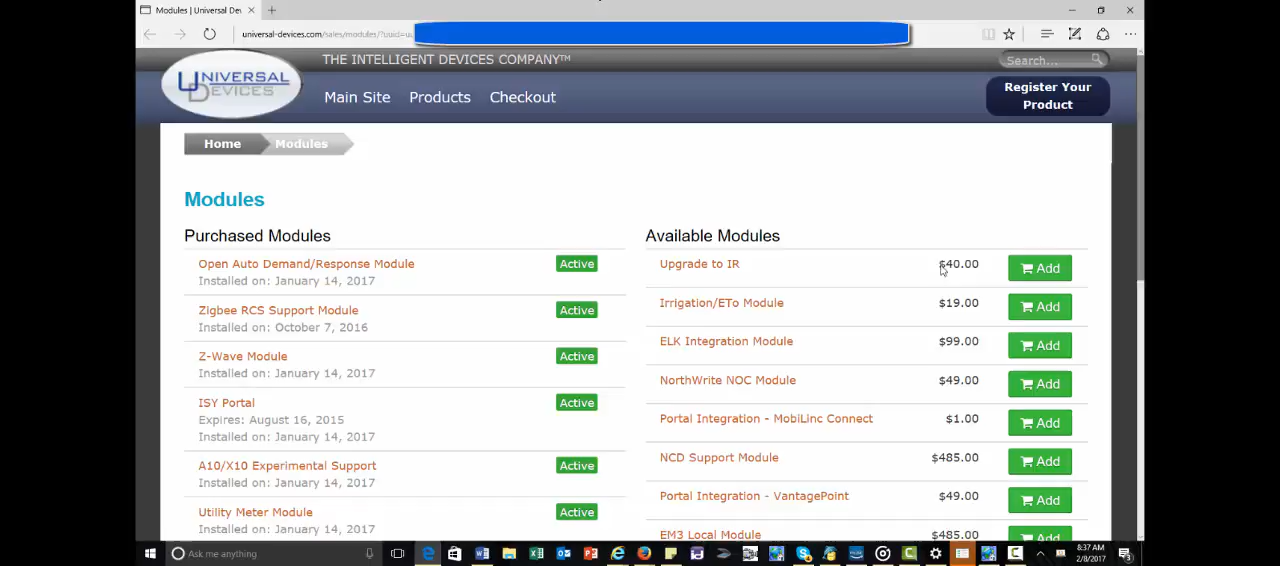 Modules | Universal De
universal-devices.com/sales/modules/?uuid=
UNIVERSAL
DEVICES
THE INTELLIGENT DEVICES COMPANY™
Search...
Main Site Products Checkout
Register Your
Product
Home Modules
Modules
Purchased Modules
Open Auto Demand/Response Module Active
Installed on: January 14, 2017
Zigbee RCS Support Module Active
Installed on: October 7, 2016
Z-Wave Module Active
Installed on: January 14, 2017
ISY Portal Active
Expires: August 16, 2015
Installed on: January 14, 2017
A10/X10 Experimental Support Active
Installed on: January 14, 2017
Utility Meter Module Active
Installed on: January 14, 2017
Available Modules
Upgrade to IR $40.00 Add
Irrigation/ETo Module $19.00 Add
ELK Integration Module $99.00 Add
NorthWrite NOC Module $49.00 Add
Portal Integration - MobiLinc Connect $1.00 Add
NCD Support Module $485.00 Add
Portal Integration - VantagePoint $49.00 Add
EM3 Local Module $485.00 Add
Ask me anything
8:37 AM
2/8/2017